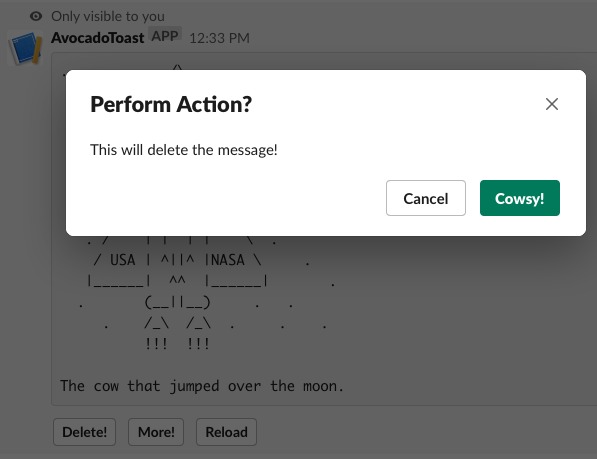 Only visible to you
AvocadoToast APP 12:33 PM
Perform Action?
This will delete the message!
Cancel Cowsy!
. / | | | | \ .
/ USA | ^||^ |NASA \ .
|______| ^^ |______| .
. (__||__) . .
. /_\ /_\ . . .
!!! !!!
The cow that jumped over the moon.
Delete! More! Reload